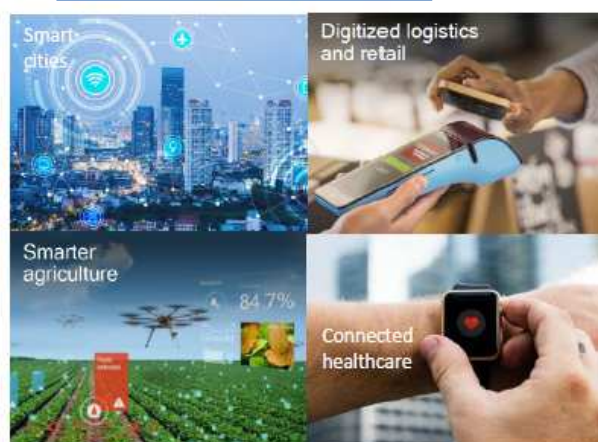 Smart
cities
Digitized logistics
and retail
Smarter
agriculture
84.7%
Connected
healthcare